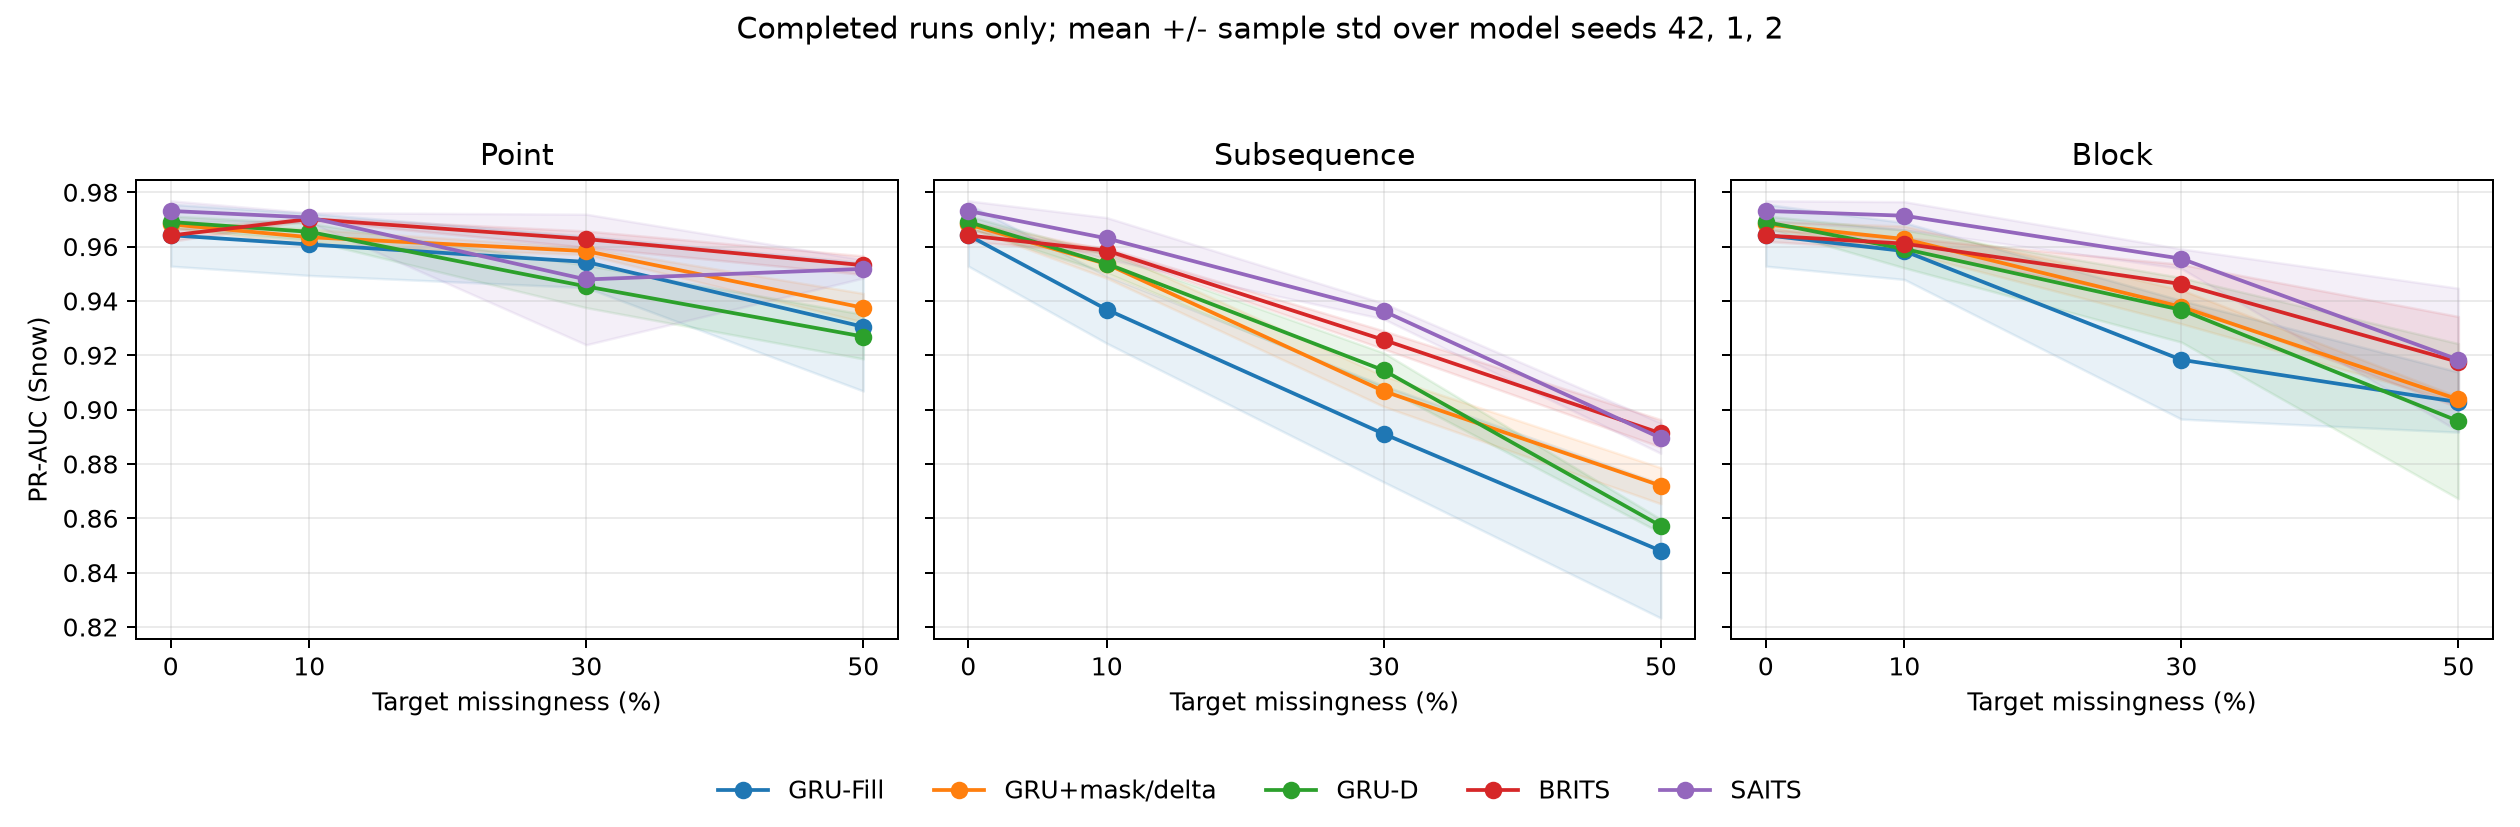 Completed runs only; mean +/- sample std over model seeds 42, 1, 2
Point
Subsequence
Block
PR-AUC (Snow)
0.98
0.96
0.94
0.92
0.90
0.88
0.86
0.84
0.82
0 10 30 50
0 10 30 50
0 10 30 50
Target missingness (%)
Target missingness (%)
Target missingness (%)
GRU-Fill GRU+mask/delta GRU-D BRITS SAITS